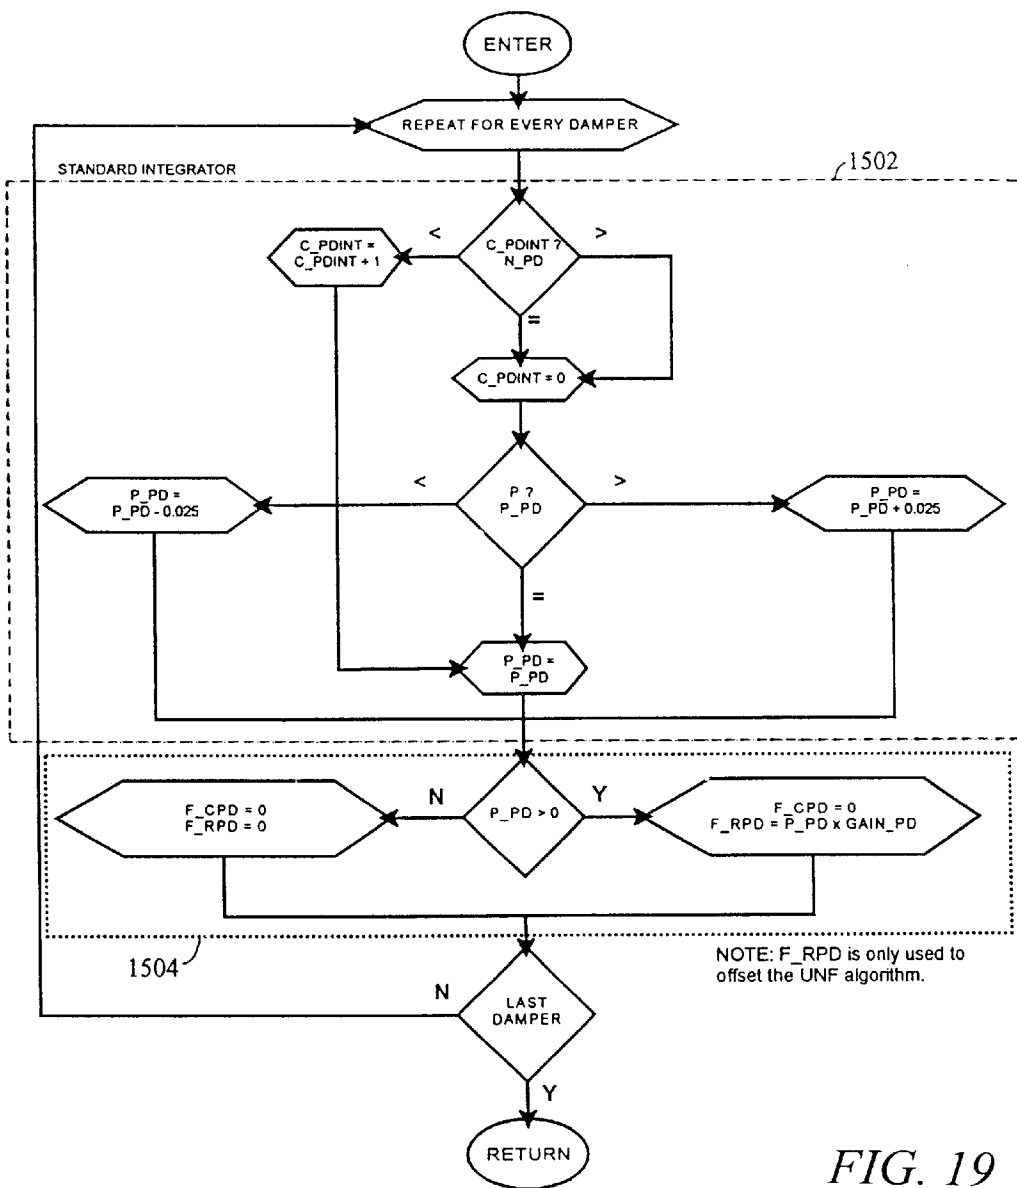 ENTER
REPEAT FOR EVERY DAMPER
STANDARD INTEGRATOR
1502
<
C_PDINT ?
N_PD
>
C_PDINT =
C_PDINT + 1
=
C_PDINT = 0
<
P ?
P_PD
>
P_PD =
P_PD - 0.025
P_PD =
P_PD + 0.025
=
P_PD =
P_PD
N
P_PD > 0
Y
F_CPD = 0
F_RPD = 0
F_CPD = 0
F_RPD = P_PD x GAIN_PD
1504
NOTE: F_RPD is only used to
offset the UNF algorithm.
N
LAST
DAMPER
Y
RETURN
FIG. 19